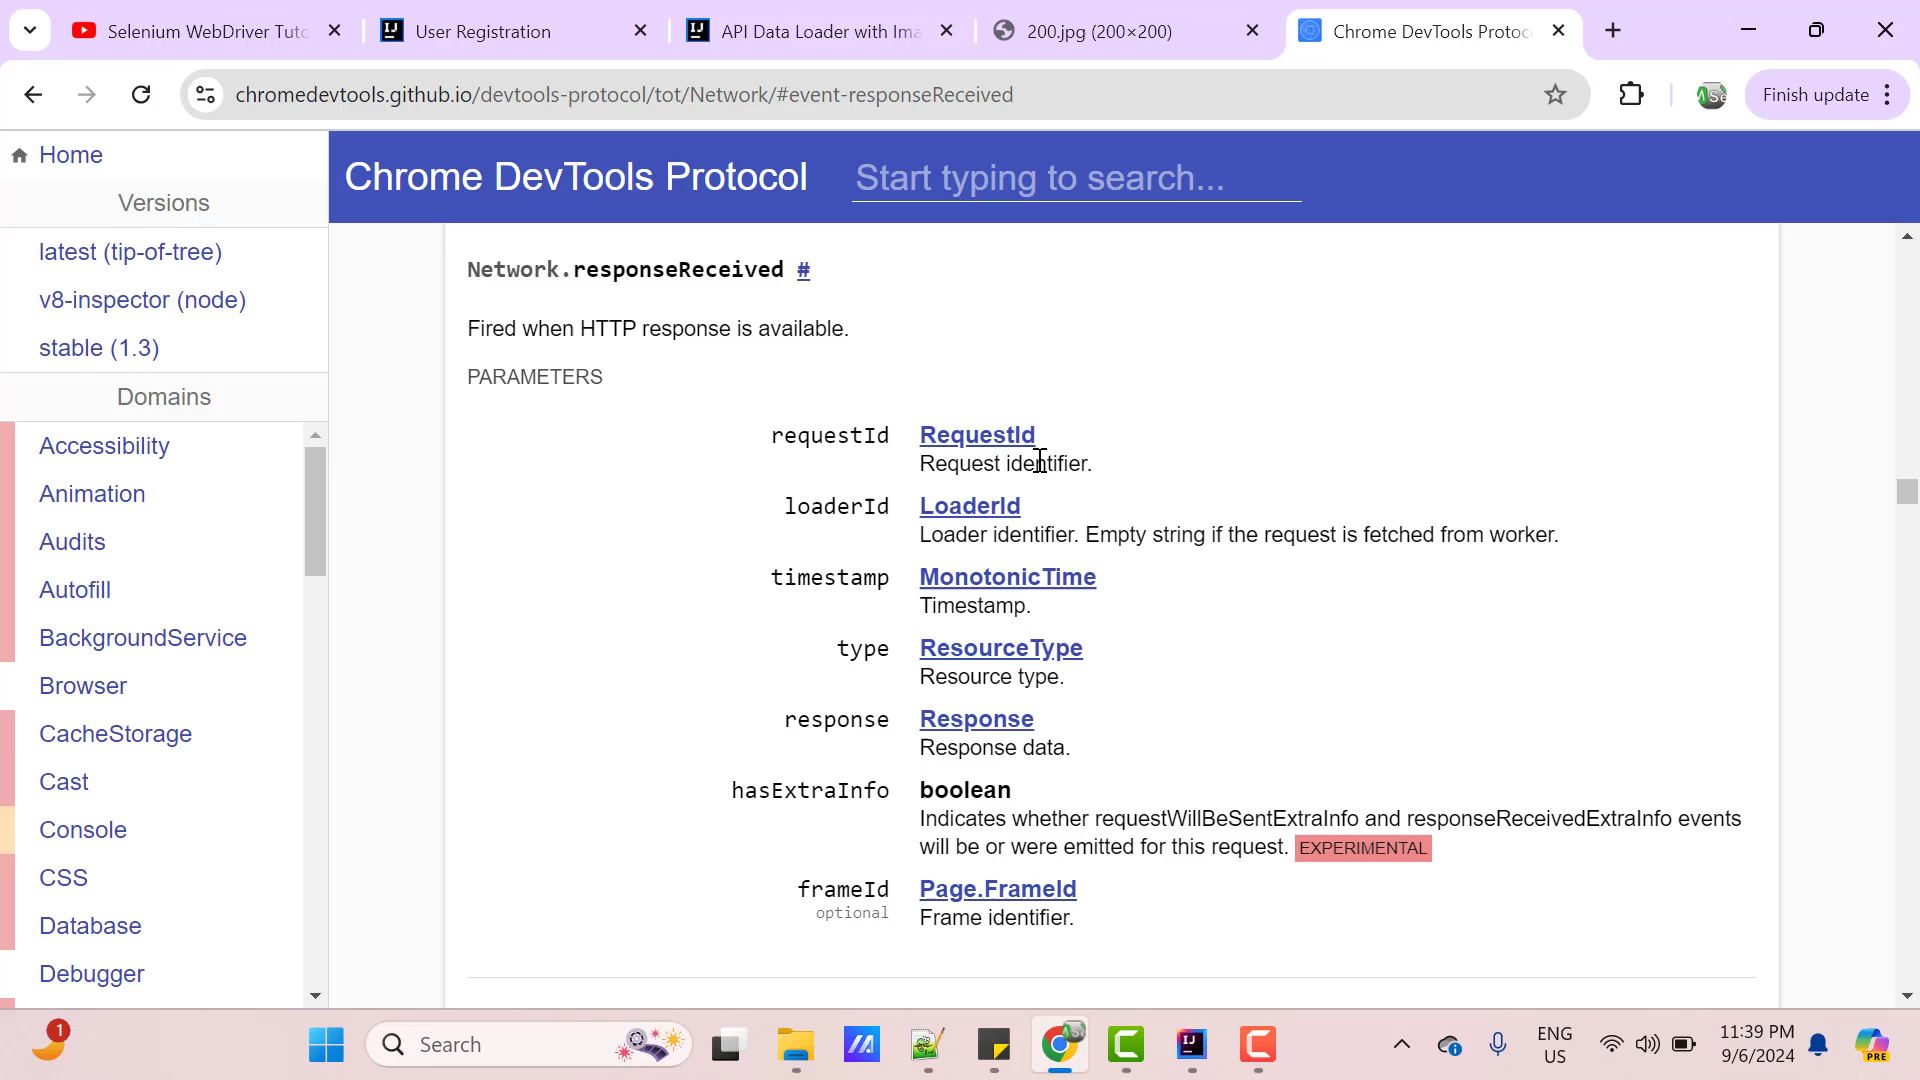 Selenium WebDriver Tuto
User Registration
API Data Loader with Ima
200.jpg (200×200)
Chrome DevTools Protoc
chromedevtools.github.io/devtools-protocol/tot/Network/#event-responseReceived
Finish update
Home
Versions
latest (tip-of-tree)
v8-inspector (node)
stable (1.3)
Domains
Accessibility
Animation
Audits
Autofill
BackgroundService
Browser
CacheStorage
Cast
Console
CSS
Database
Debugger
Chrome DevTools Protocol
Start typing to search...
Network.responseReceived #
Fired when HTTP response is available.
PARAMETERS
requestId RequestId
Request identifier.
loaderId LoaderId
Loader identifier. Empty string if the request is fetched from worker.
timestamp MonotonicTime
Timestamp.
type ResourceType
Resource type.
response Response
Response data.
hasExtraInfo boolean
Indicates whether requestWillBeSentExtraInfo and responseReceivedExtraInfo events
will be or were emitted for this request. EXPERIMENTAL
frameId Page.FrameId
optional Frame identifier.
1
Search
ENG
US
11:39 PM
9/6/2024
PRE